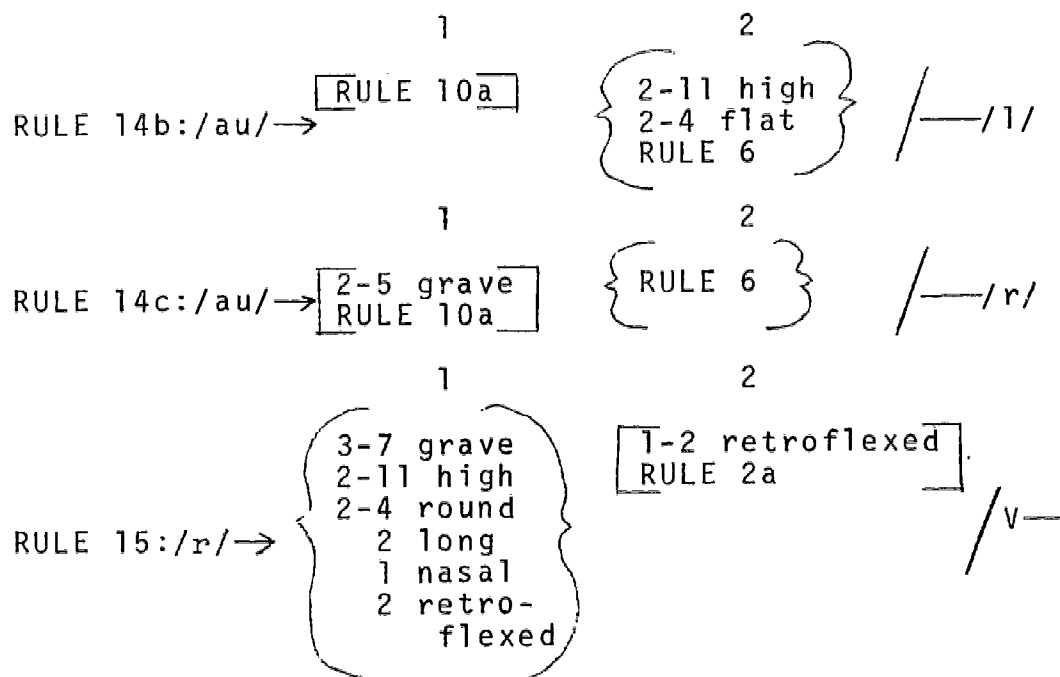 1 2
RULE 14b:/au/→ [RULE 10a] {2-11 high
2-4 flat
RULE 6} /——/l/
1 2
RULE 14c:/au/→ [2-5 grave
RULE 10a] {RULE 6} /——/r/
1 2
RULE 15:/r/→ {3-7 grave
2-11 high
2-4 round
2 long
1 nasal
2 retro-
flexed} [1-2 retroflexed
RULE 2a]. /V—